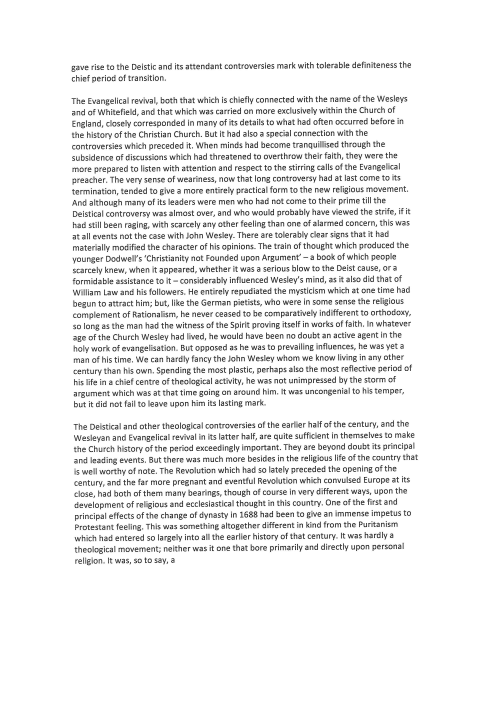 gave rise to the Deistic and its attendant controversies mark with tolerable definiteness the
chief period of transition.
The Evangelical revival, both that which is chiefly connected with the name of the Wesleys
and of Whitefield, and that which was carried on more exclusively within the Church of
England, closely corresponded in many of its details to what had often occurred before in
the history of the Christian Church. But it had also a special connection with the
controversies which preceded it. When minds had become tranquillised through the
subsidence of discussions which had threatened to overthrow their faith, they were the
more prepared to listen with attention and respect to the stirring calls of the Evangelical
preacher. The very sense of weariness, now that long controversy had at last come to its
termination, tended to give a more entirely practical form to the new religious movement.
And although many of its leaders were men who had not come to their prime till the
Deistical controversy was almost over, and who would probably have viewed the strife, if it
had still been raging, with scarcely any other feeling than one of alarmed concern, this was
at all events not the case with John Wesley. There are tolerably clear signs that it had
materially modified the character of his opinions. The train of thought which produced the
younger Dodwell's 'Christianity not Founded upon Argument' – a book of which people
scarcely knew, when it appeared, whether it was a serious blow to the Deist cause, or a
formidable assistance to it – considerably influenced Wesley's mind, as it also did that of
William Law and his followers. He entirely repudiated the mysticism which at one time had
begun to attract him; but, like the German pietists, who were in some sense the religious
complement of Rationalism, he never ceased to be comparatively indifferent to orthodoxy,
so long as the man had the witness of the Spirit proving itself in works of faith. In whatever
age of the Church Wesley had lived, he would have been no doubt an active agent in the
holy work of evangelisation. But opposed as he was to prevailing influences, he was yet a
man of his time. We can hardly fancy the John Wesley whom we know living in any other
century than his own. Spending the most plastic, perhaps also the most reflective period of
his life in a chief centre of theological activity, he was not unimpressed by the storm of
argument which was at that time going on around him. It was uncongenial to his temper,
but it did not fail to leave upon him its lasting mark.
The Deistical and other theological controversies of the earlier half of the century, and the
Wesleyan and Evangelical revival in its latter half, are quite sufficient in themselves to make
the Church history of the period exceedingly important. They are beyond doubt its principal
and leading events. But there was much more besides in the religious life of the country that
is well worthy of note. The Revolution which had so lately preceded the opening of the
century, and the far more pregnant and eventful Revolution which convulsed Europe at its
close, had both of them many bearings, though of course in very different ways, upon the
development of religious and ecclesiastical thought in this country. One of the first and
principal effects of the change of dynasty in 1688 had been to give an immense impetus to
Protestant feeling. This was something altogether different in kind from the Puritanism
which had entered so largely into all the earlier history of that century. It was hardly a
theological movement; neither was it one that bore primarily and directly upon personal
religion. It was, so to say, a